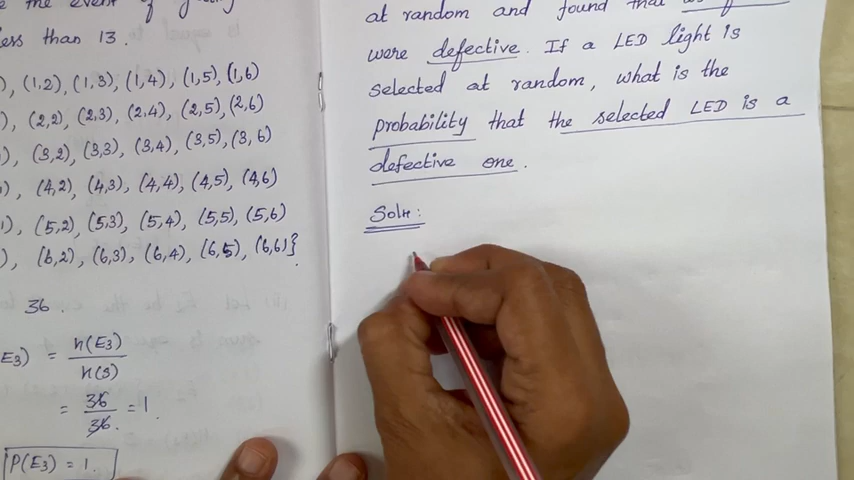 the event of
less than 13.
), (1,2), (1,3), (1,4), (1,5), (1,6)
), (2,2), (2,3), (2,4), (2,5), (2,6)
), (3,2), (3,3), (3,4), (3,5), (3,6)
), (4,2), (4,3), (4,4), (4,5), (4,6)
1), (5,2), (5,3), (5,4), (5,5), (5,6)
), (6,2), (6,3), (6,4), (6,5), (6,6)}
36.
E3) = n(E3)
n(S)
= 36
36. = 1.
P(E3) = 1.
at random and found that
were defective. If a LED light is
selected at random, what is the
probability that the selected LED is a
defective one.
Soln: